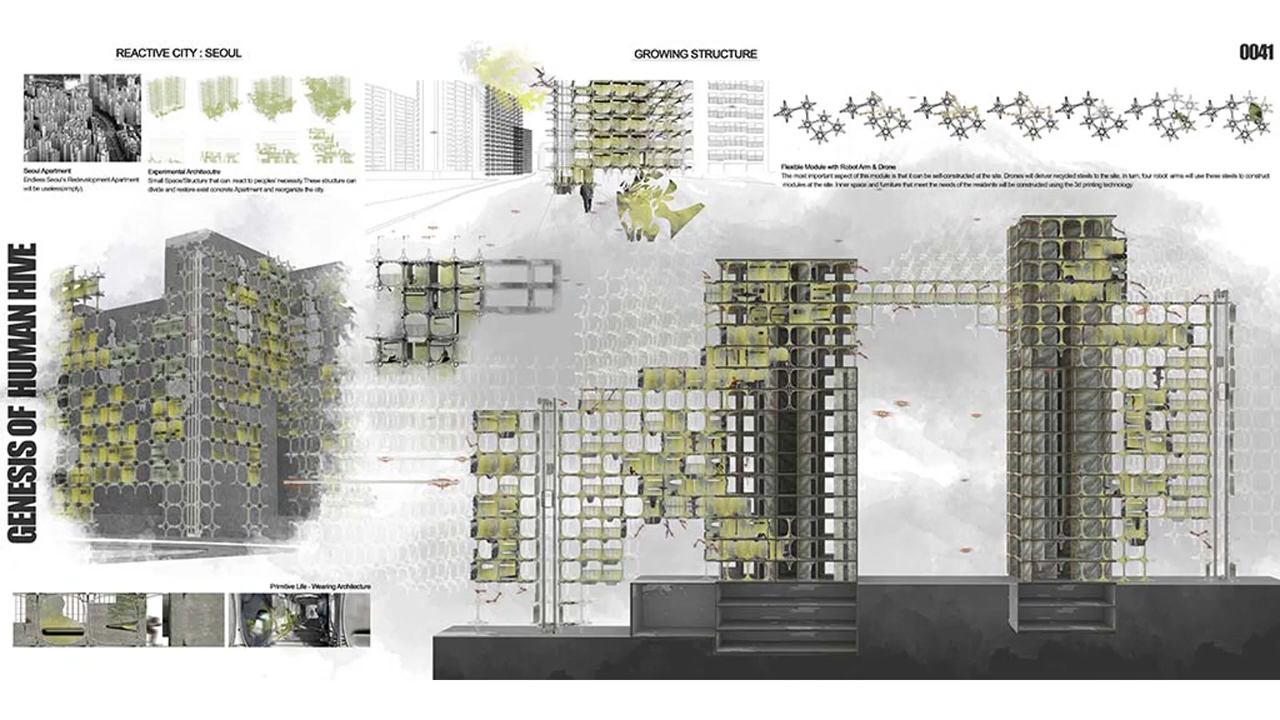 REACTIVE CITY : SEOUL
GROWING STRUCTURE
0041
Seoul Apartment
Endless Seoul's Redevelopment Apartment
will be useless(empty).
Experimental Architecutre
Small Space/Structure that can react to peoples' necessity. These structure can
divide and restore exist concrete Apartment and reorganize the city.
Flexible Module with Robot Arm & Drone
The most important aspect of this module is that it can be self-constructed at the site. Drones will deliver recycled steels to the site. In turn, four robot arms will use these steels to construct
modules at the site. Inner space and furniture that meet the needs of the residents will be constructed using the 3d printing technology
GENESIS OF HUMAN HIVE
Primitive Life - Wearing Architecture